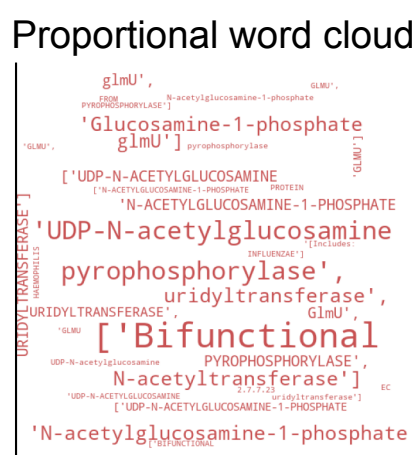 Proportional word cloud
glmU',
GLMU',
FROM
N-acetylglucosamine-1-phosphate
PYROPHOSPHORYLASE']
'Glucosamine-1-phosphate
'GLMU',
glmU']
pyrophosphorylase
'GLMU']
['UDP-N-ACETYLGLUCOSAMINE
['N-ACETYLGLUCOSAMINE-1-PHOSPHATE
PROTEIN
'N-ACETYLGLUCOSAMINE-1-PHOSPHATE
URIDYLTRANSFERASE']
'UDP-N-acetylglucosamine
'[Includes:
INFLUENZAE']
HAEMOPHILIS
pyrophosphorylase',
uridyltransferase',
URIDYLTRANSFERASE',
GlmU',
'GLMU
['Bifunctional
UDP-N-acetylglucosamine
PYROPHOSPHORYLASE',
N-acetyltransferase']
2.7.7.23
EC
'UDP-N-ACETYLGLUCOSAMINE
uridyltransferase']
['UDP-N-ACETYLGLUCOSAMINE-1-PHOSPHATE
'N-acetylglucosamine-1-phosphate
['BIFUNCTIONAL